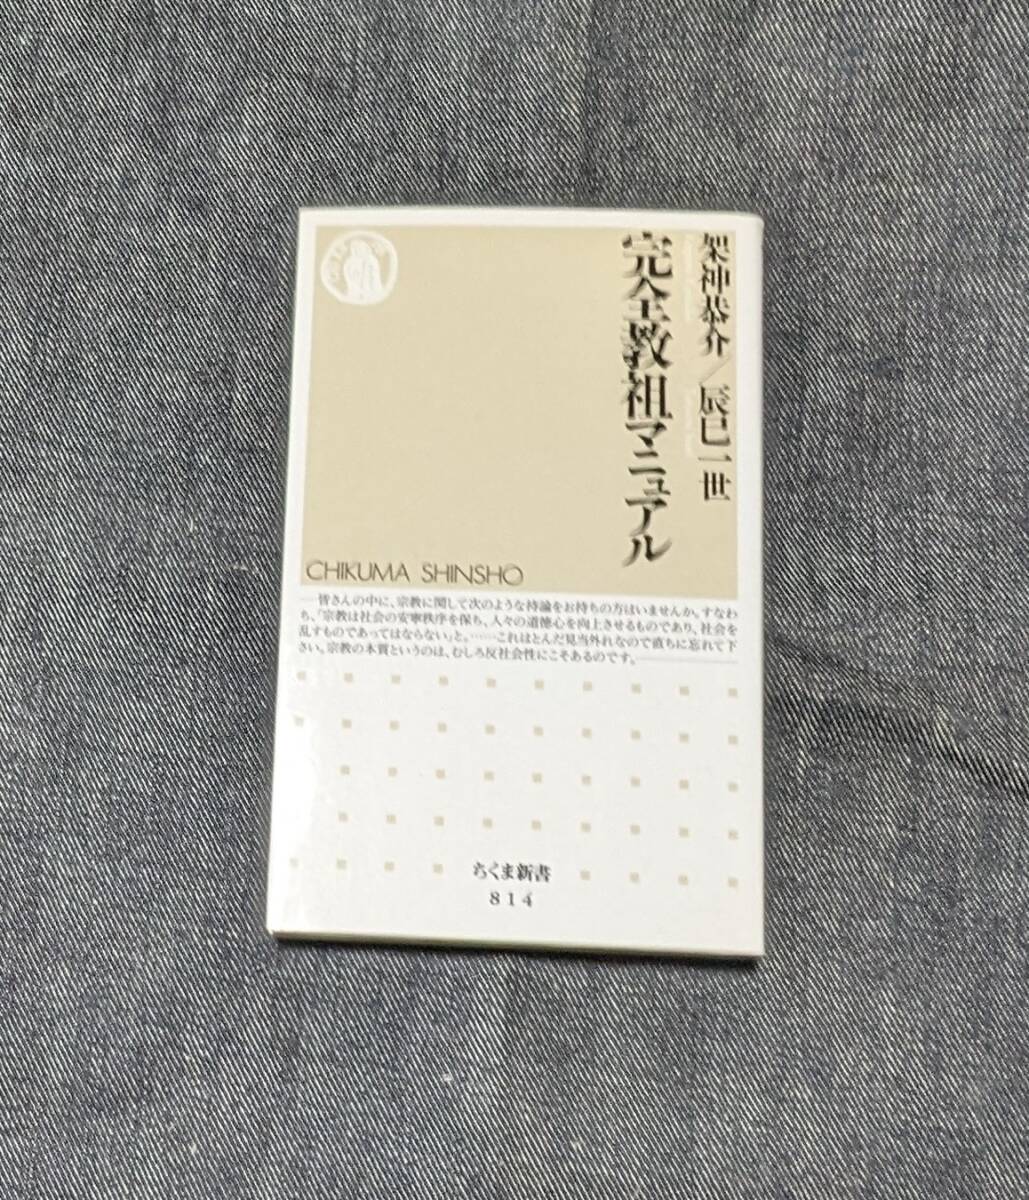 架神恭介／辰巳一世
完全教祖マニュアル
CHIKUMA SHINSHO
―皆さんの中に、宗教に関して次のような持論をお持ちの方はいませんか。すなわ
ち、「宗教は社会の安寧秩序を保ち、人々の道徳心を向上させるものであり、社会を
乱すものであってはならない」と。……これはとんだ見当外れなので直ちに忘れて下
さい。宗教の本質というのは、むしろ反社会性にこそあるのです。―
ちくま新書
814